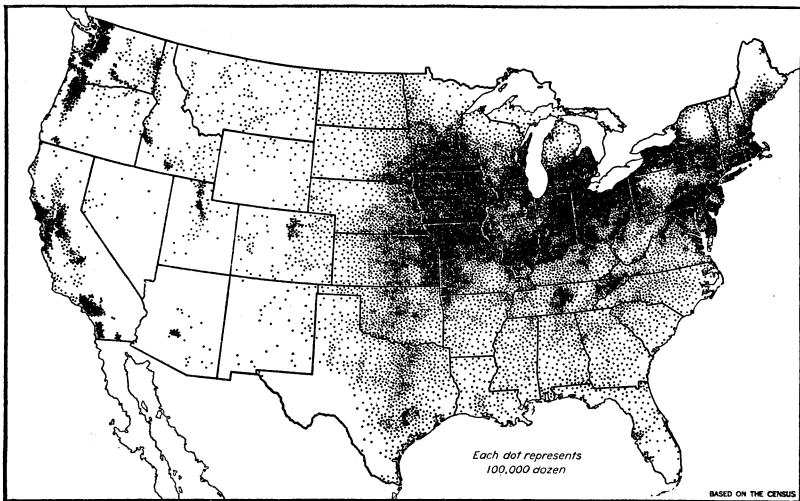 Each dot represents
100,000 dozen
BASED ON THE CENSUS